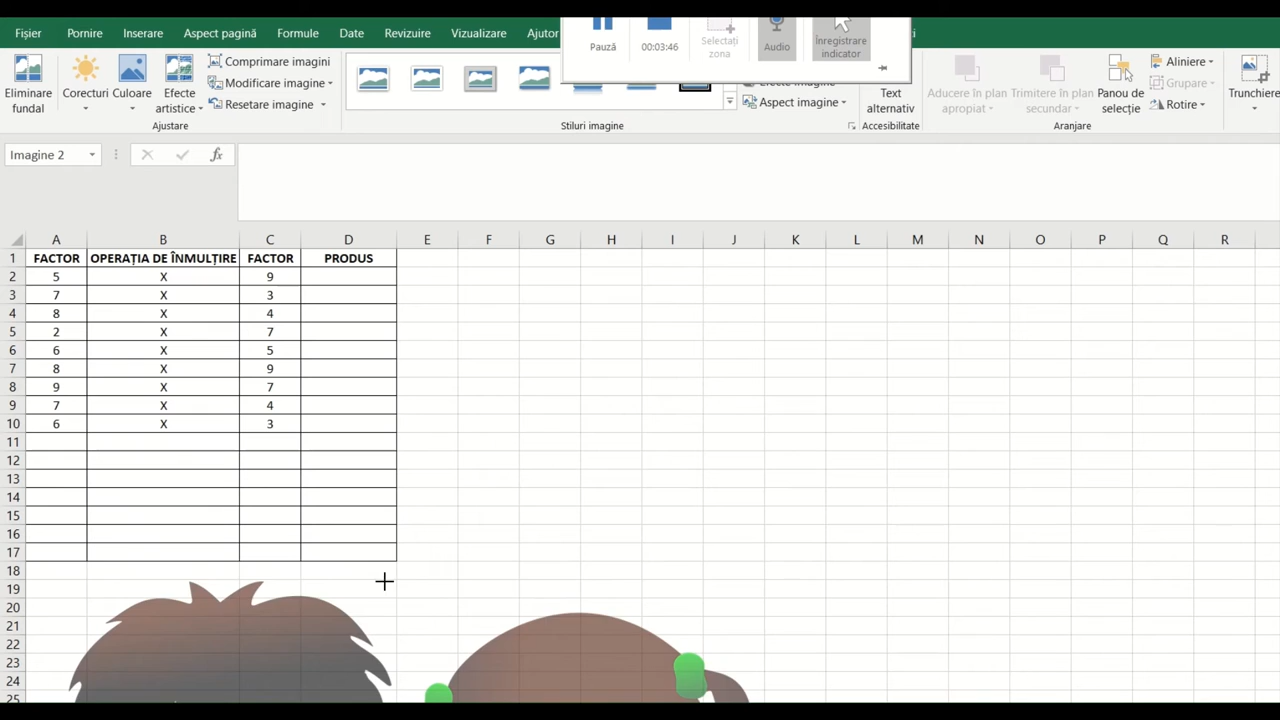 Fișier Pornire Inserare Aspect pagină Formule Date Revizuire Vizualizare Ajutor
Pauză 00:03:46 Selectați zona Audio Înregistrare indicator
Eliminare fundal Corecturi Culoare Efecte artistice
Comprimare imagini
Modificare imagine
Resetare imagine
Ajustare
Stiluri imagine
Aspect imagine
Text alternativ
Accesibilitate
Aducere în plan apropiat Trimitere în plan secundar Panou de selecție
Aliniere
Grupare
Rotire
Aranjare
Trunchiere
Imagine 2 fx
A B C D E F G H I J K L M N O P Q R
1 FACTOR OPERAȚIA DE ÎNMULȚIRE FACTOR PRODUS
2 5 X 9
3 7 X 3
4 8 X 4
5 2 X 7
6 6 X 5
7 8 X 9
8 9 X 7
9 7 X 4
10 6 X 3
11
12
13
14
15
16
17
18
19
20
21
22
23
24
25